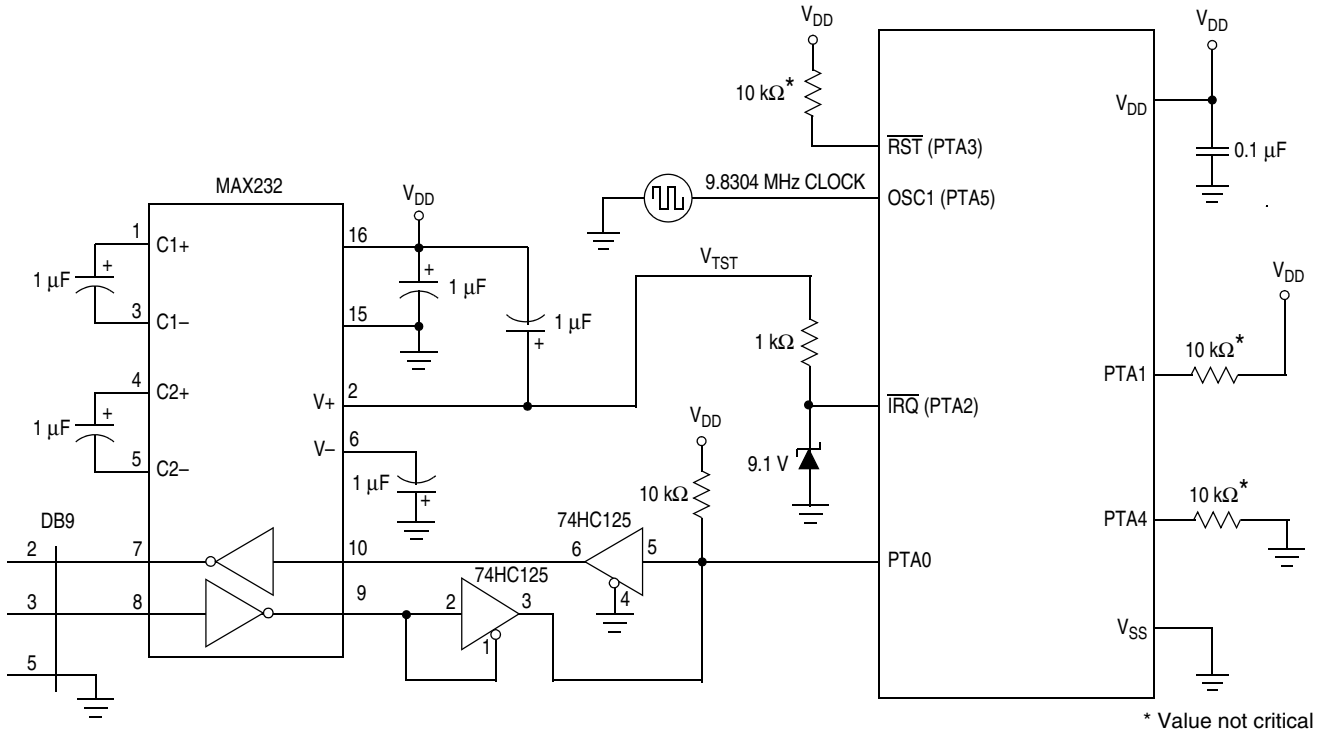 VDD
VDD
10 kΩ*
VDD
RST (PTA3)
0.1 µF
MAX232
9.8304 MHz CLOCK
OSC1 (PTA5)
VDD
1
C1+
16
1 µF
+
+
1 µF
VTST
VDD
3
C1–
15
1 µF
+
1 kΩ
10 kΩ*
PTA1
4
C2+
V+
2
IRQ (PTA2)
1 µF
+
VDD
V–
6
5
C2–
1 µF
+
9.1 V
10 kΩ
10 kΩ*
PTA4
DB9
74HC125
2
7
10
6
5
PTA0
4
74HC125
3
8
9
2
3
1
VSS
5
* Value not critical